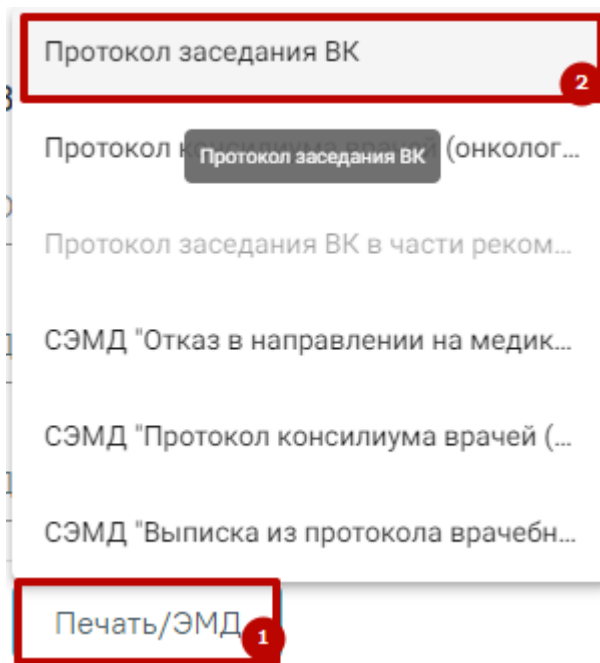 Протокол заседания ВК
2
Протокол (онколог...
Протокол заседания ВК
Протокол заседания ВК в части реком...
СЭМД "Отказ в направлении на медик...
СЭМД "Протокол консилиума врачей (...
СЭМД "Выписка из протокола врачебн...
Печать/ЭМД
1